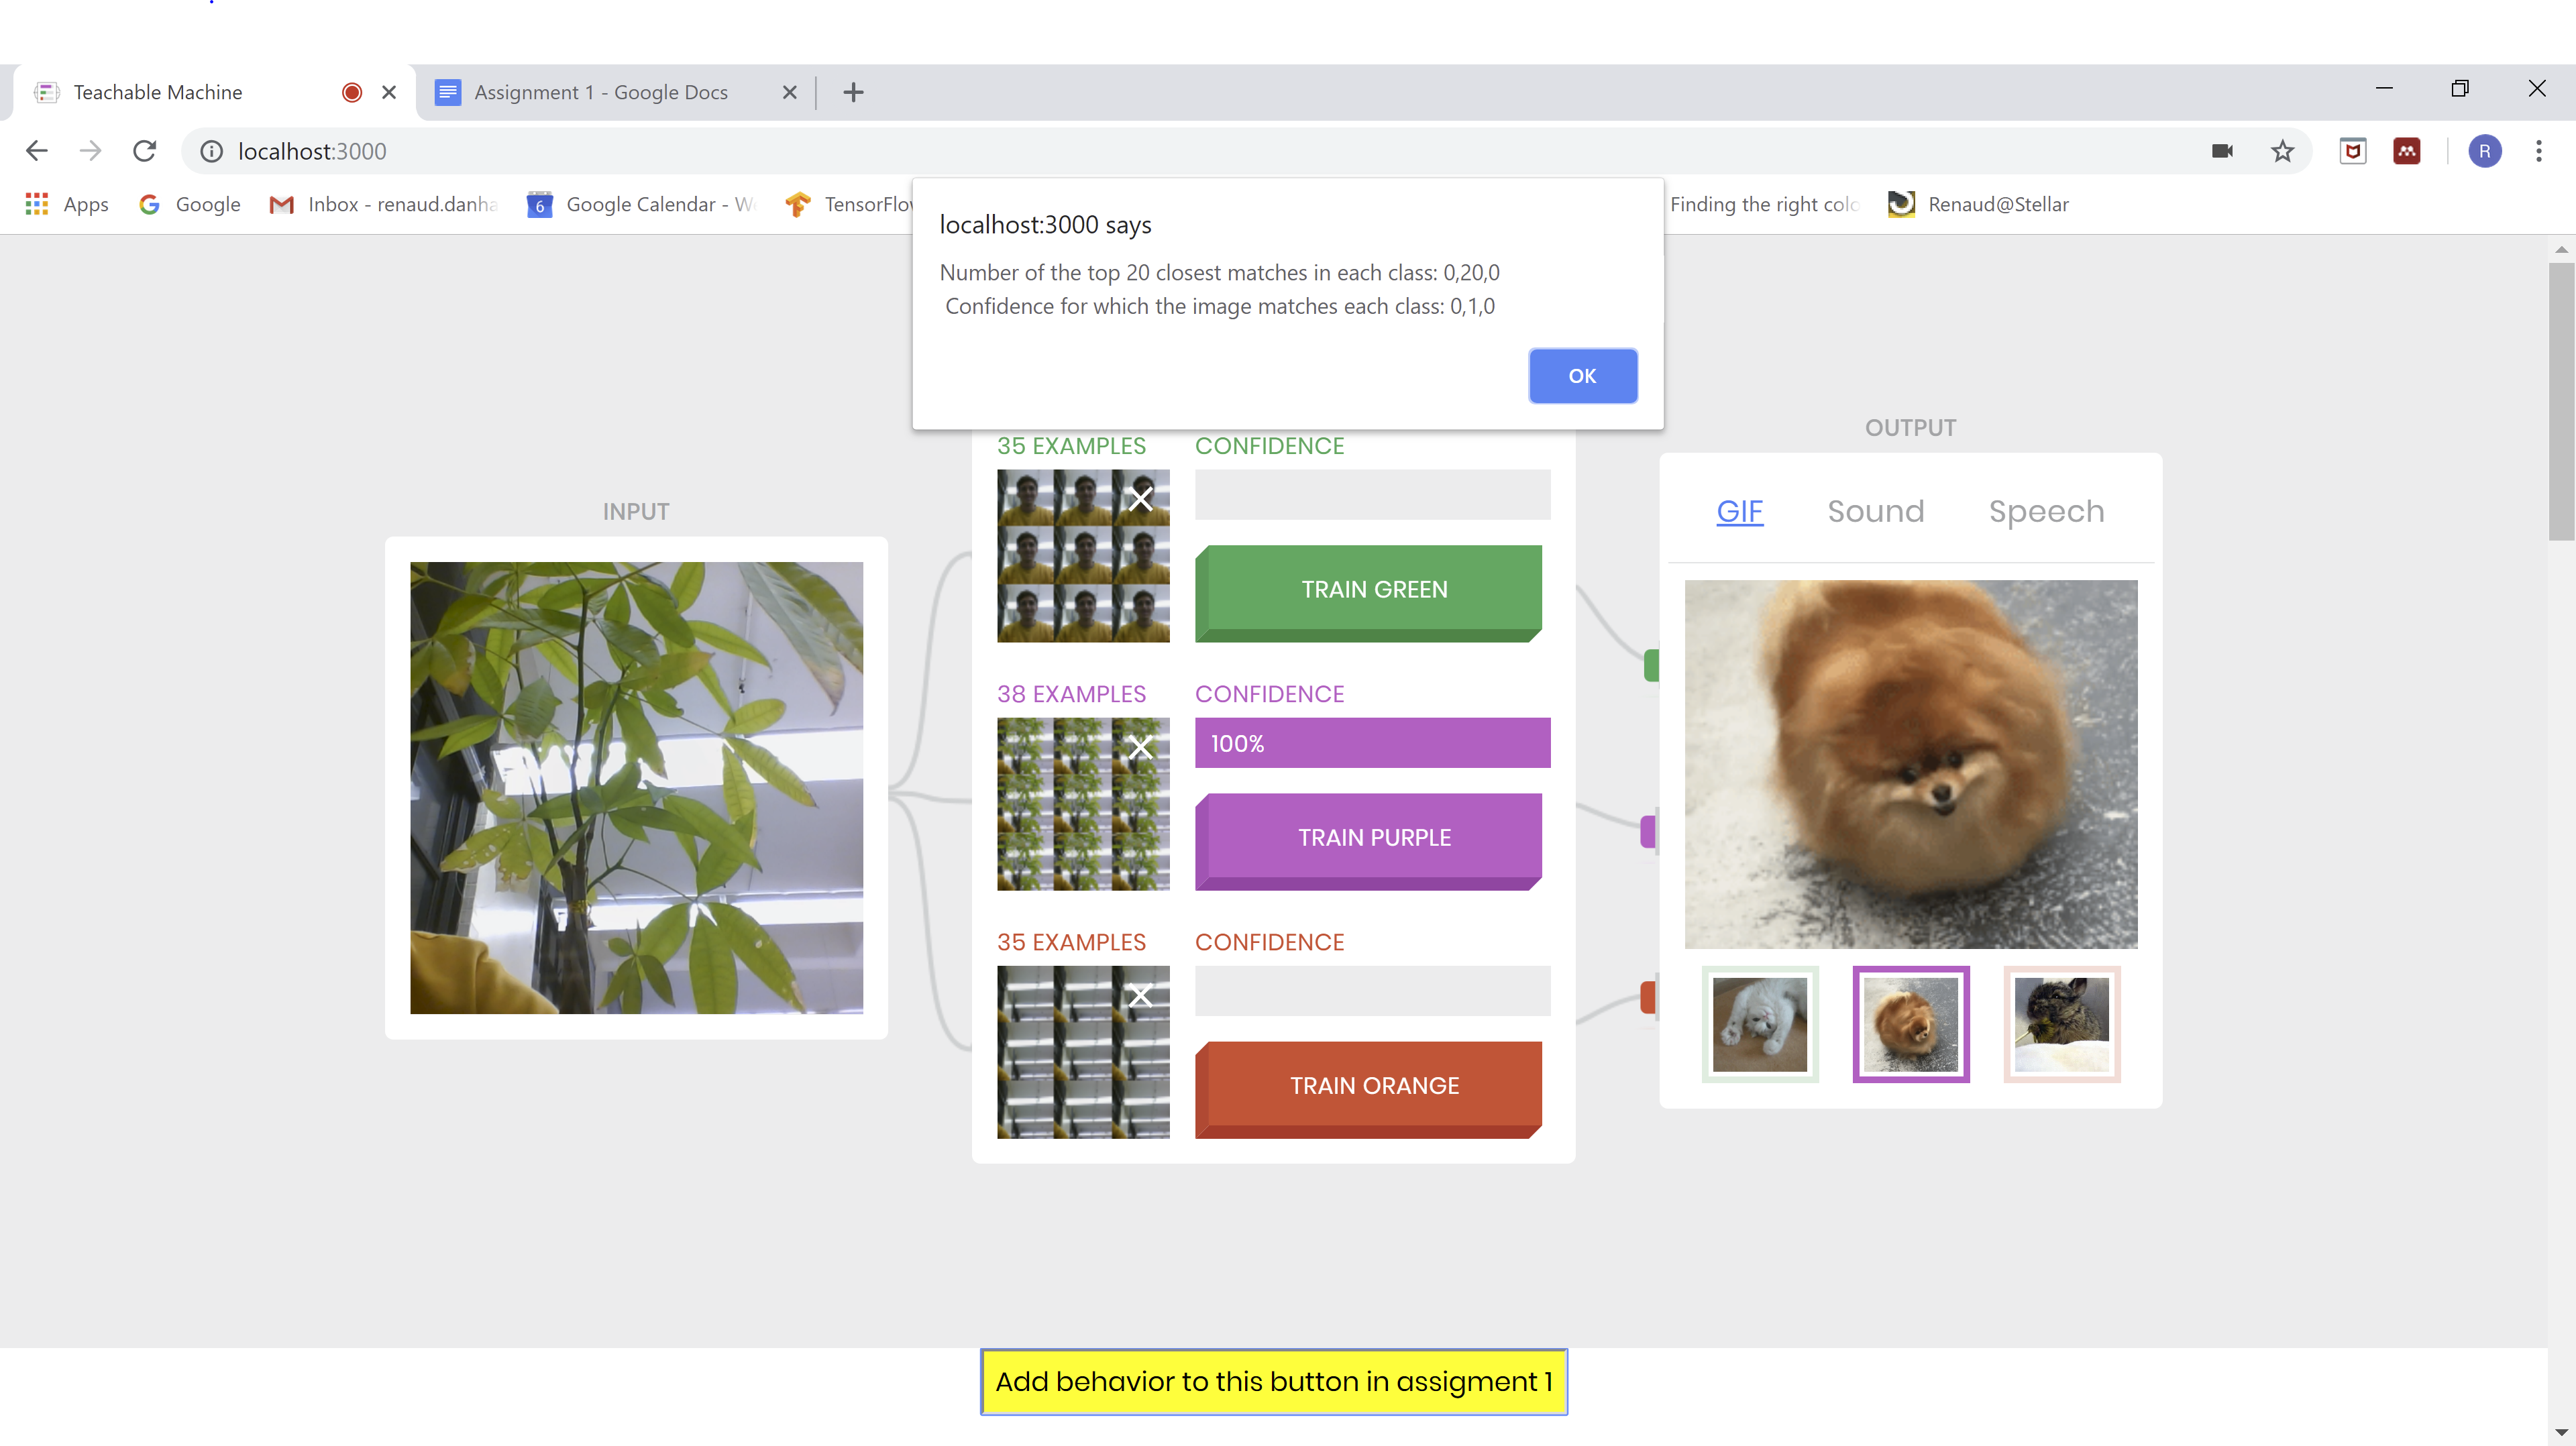 Teachable Machine
Assignment 1 - Google Docs
localhost:3000
R
Apps
Google
Inbox - renaud.danha
6
Google Calendar - W
TensorFlo
Finding the right colo
Renaud@Stellar
localhost:3000 says
Number of the top 20 closest matches in each class: 0,20,0
Confidence for which the image matches each class: 0,1,0
OK
INPUT
35 EXAMPLES
CONFIDENCE
TRAIN GREEN
38 EXAMPLES
CONFIDENCE
100%
TRAIN PURPLE
35 EXAMPLES
CONFIDENCE
TRAIN ORANGE
OUTPUT
GIF
Sound
Speech
Add behavior to this button in assigment 1